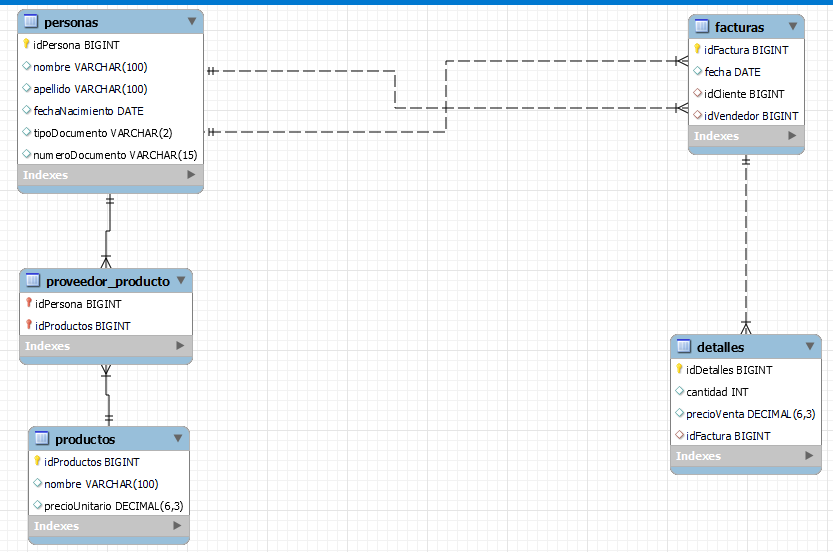 personas
idPersona BIGINT
nombre VARCHAR(100)
apellido VARCHAR(100)
fechaNacimiento DATE
tipoDocumento VARCHAR(2)
numeroDocumento VARCHAR(15)
Indexes
facturas
idFactura BIGINT
fecha DATE
idCliente BIGINT
idVendedor BIGINT
Indexes
proveedor_producto
idPersona BIGINT
idProductos BIGINT
Indexes
detalles
idDetalles BIGINT
cantidad INT
precioVenta DECIMAL(6,3)
idFactura BIGINT
Indexes
productos
idProductos BIGINT
nombre VARCHAR(100)
precioUnitario DECIMAL(6,3)
Indexes